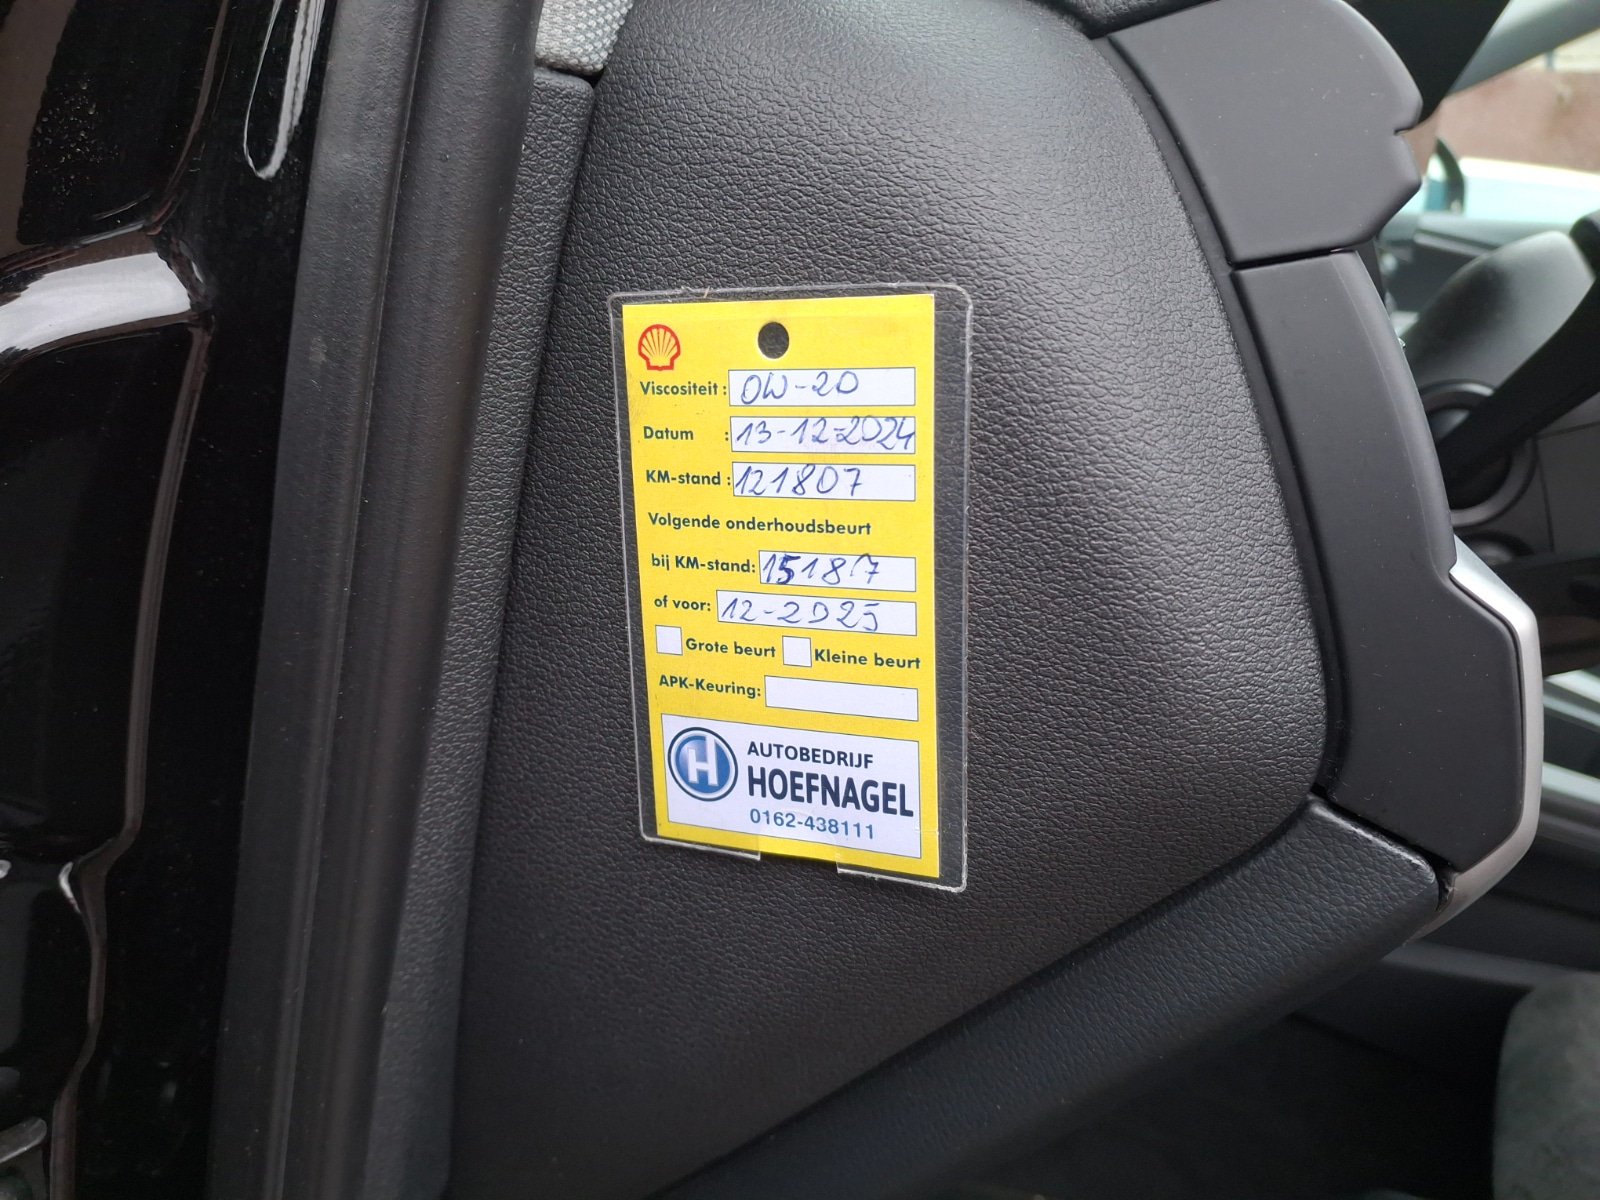 Viscositeit : 0W-20
Datum : 13-12-2024
KM-stand : 121807
Volgende onderhoudsbeurt
bij KM-stand: 151817
of voor: 12-2025
Grote beurt Kleine beurt
APK-Keuring:
H
AUTOBEDRIJF
HOEFNAGEL
0162-438111